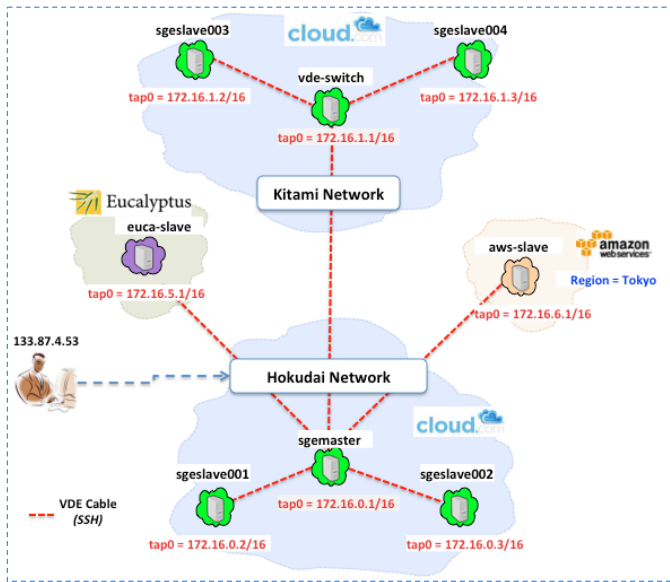 sgeslave003
cloud.com
sgeslave004
vde-switch
tap0 = 172.16.1.2/16
tap0 = 172.16.1.3/16
tap0 = 172.16.1.1/16
Kitami Network
Eucalyptus
euca-slave
aws-slave
amazon
webservices™
Region = Tokyo
tap0 = 172.16.5.1/16
tap0 = 172.16.6.1/16
133.87.4.53
Hokudai Network
cloud.com
sgemaster
sgeslave001
sgeslave002
tap0 = 172.16.0.1/16
VDE Cable
(SSH)
tap0 = 172.16.0.2/16
tap0 = 172.16.0.3/16